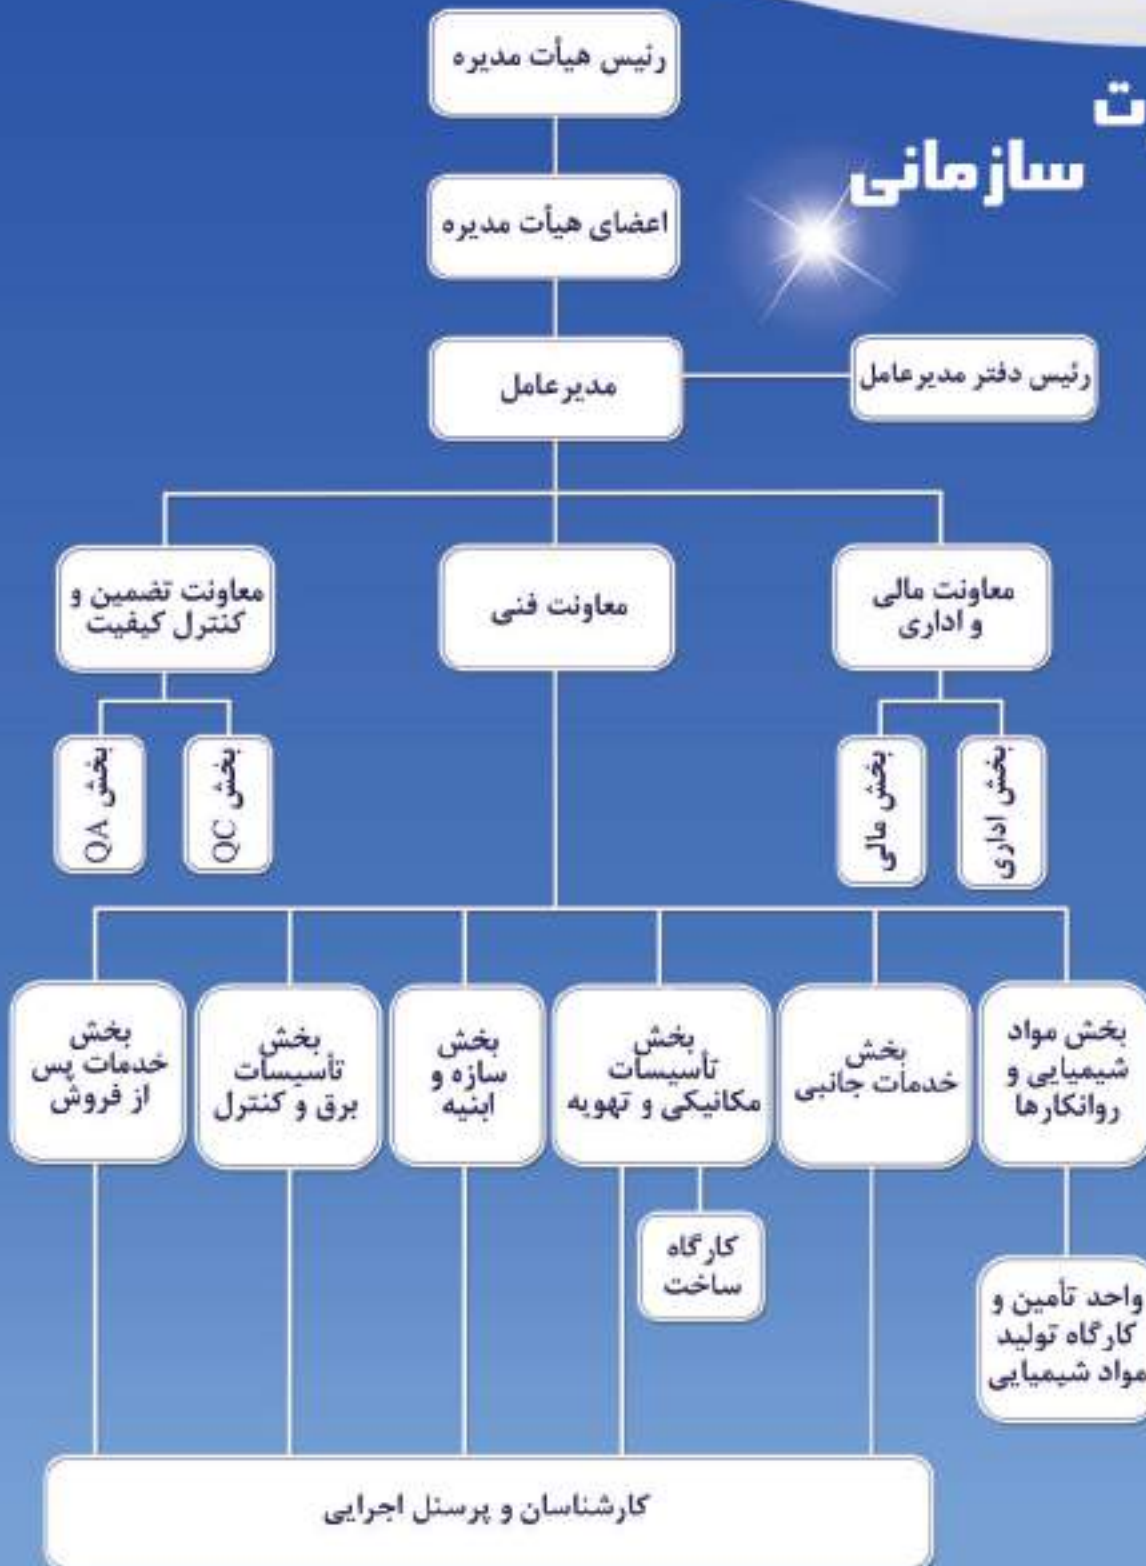 ت
سازمانی
رئیس هیأت مدیره
اعضای هیأت مدیره
مدیرعامل
رئیس دفتر مدیرعامل
معاونت مالی
و اداری
معاونت فنی
معاونت تضمین و
کنترل کیفیت
بخش اداری
بخش مالی
بخش QC
بخش QA
بخش مواد
شیمیایی و
روانکارها
بخش
خدمات جانبی
بخش
تأسیسات
مکانیکی و تهویه
بخش
سازه و
ابنیه
بخش
تأسیسات
برق و کنترل
بخش
خدمات پس
از فروش
کارگاه
ساخت
واحد تأمین و
کارگاه تولید
مواد شیمیایی
کارشناسان و پرسنل اجرایی